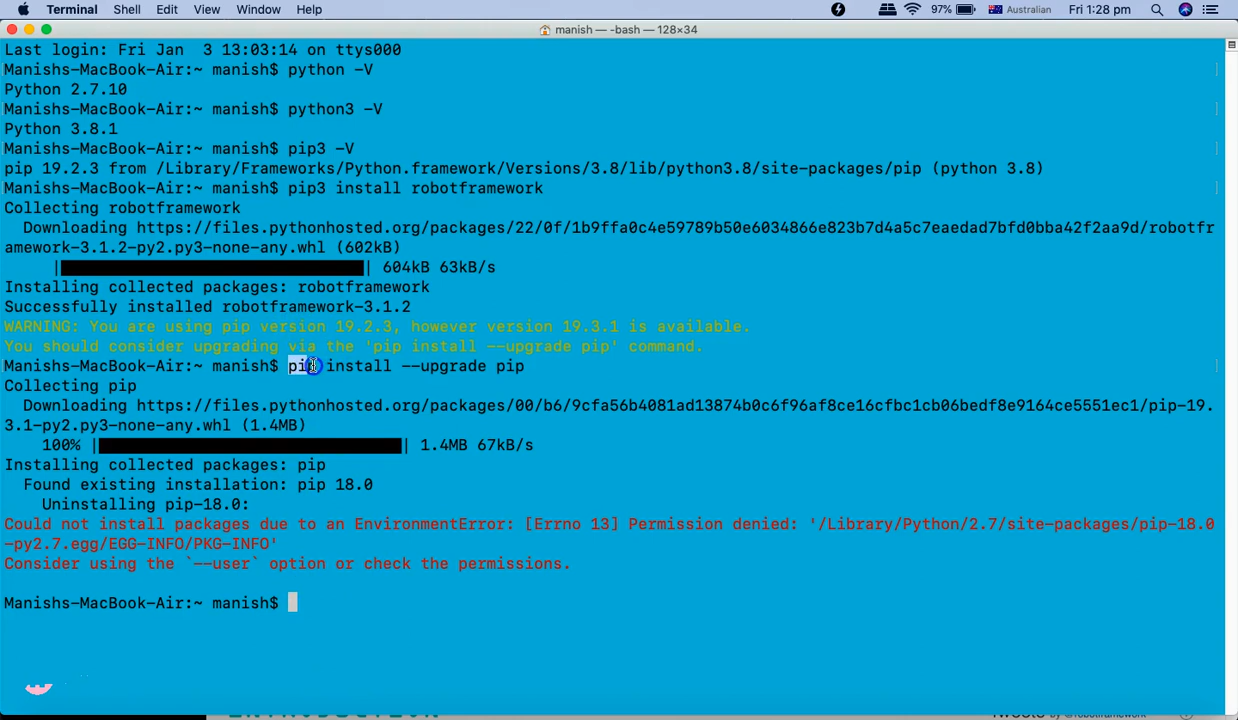 Terminal Shell Edit View Window Help 97% Australian Fri 1:28 pm
manish — -bash — 128×34
Last login: Fri Jan  3 13:03:14 on ttys000
Manishs-MacBook-Air:~ manish$ python -V
Python 2.7.10
Manishs-MacBook-Air:~ manish$ python3 -V
Python 3.8.1
Manishs-MacBook-Air:~ manish$ pip3 -V
pip 19.2.3 from /Library/Frameworks/Python.framework/Versions/3.8/lib/python3.8/site-packages/pip (python 3.8)
Manishs-MacBook-Air:~ manish$ pip3 install robotframework
Collecting robotframework
  Downloading https://files.pythonhosted.org/packages/22/0f/1b9ffa0c4e59789b50e6034866e823b7d4a5c7eaedad7bfd0bba42f2aa9d/robotfr
amework-3.1.2-py2.py3-none-any.whl (602kB)
| | 604kB 63kB/s
Installing collected packages: robotframework
Successfully installed robotframework-3.1.2
WARNING: You are using pip version 19.2.3, however version 19.3.1 is available.
You should consider upgrading via the 'pip install --upgrade pip' command.
Manishs-MacBook-Air:~ manish$ pip install --upgrade pip
Collecting pip
  Downloading https://files.pythonhosted.org/packages/00/b6/9cfa56b4081ad13874b0c6f96af8ce16cfbc1cb06bedf8e9164ce5551ec1/pip-19.
3.1-py2.py3-none-any.whl (1.4MB)
    100% | | 1.4MB 67kB/s
Installing collected packages: pip
  Found existing installation: pip 18.0
    Uninstalling pip-18.0:
Could not install packages due to an EnvironmentError: [Errno 13] Permission denied: '/Library/Python/2.7/site-packages/pip-18.0
-py2.7.egg/EGG-INFO/PKG-INFO'
Consider using the `--user` option or check the permissions.
Manishs-MacBook-Air:~ manish$
Tweets by @robotframework